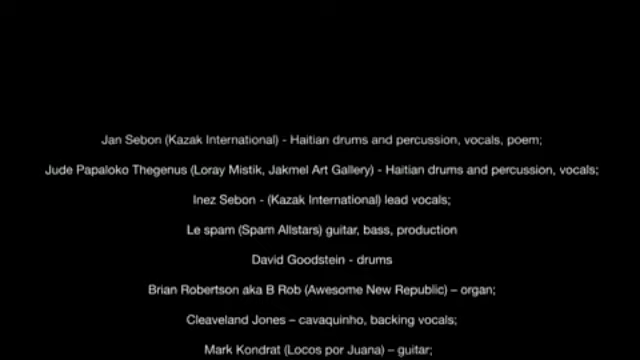 Jan Sebon (Kazak International) - Haitian drums and percussion, vocals, poem;
Jude Papaloko Thegenus (Loray Mistik, Jakmel Art Gallery) - Haitian drums and percussion, vocals;
Inez Sebon - (Kazak International) lead vocals;
Le spam (Spam Allstars) guitar, bass, production
David Goodstein - drums
Brian Robertson aka B Rob (Awesome New Republic) – organ;
Cleaveland Jones – cavaquinho, backing vocals;
Mark Kondrat (Locos por Juana) – guitar;